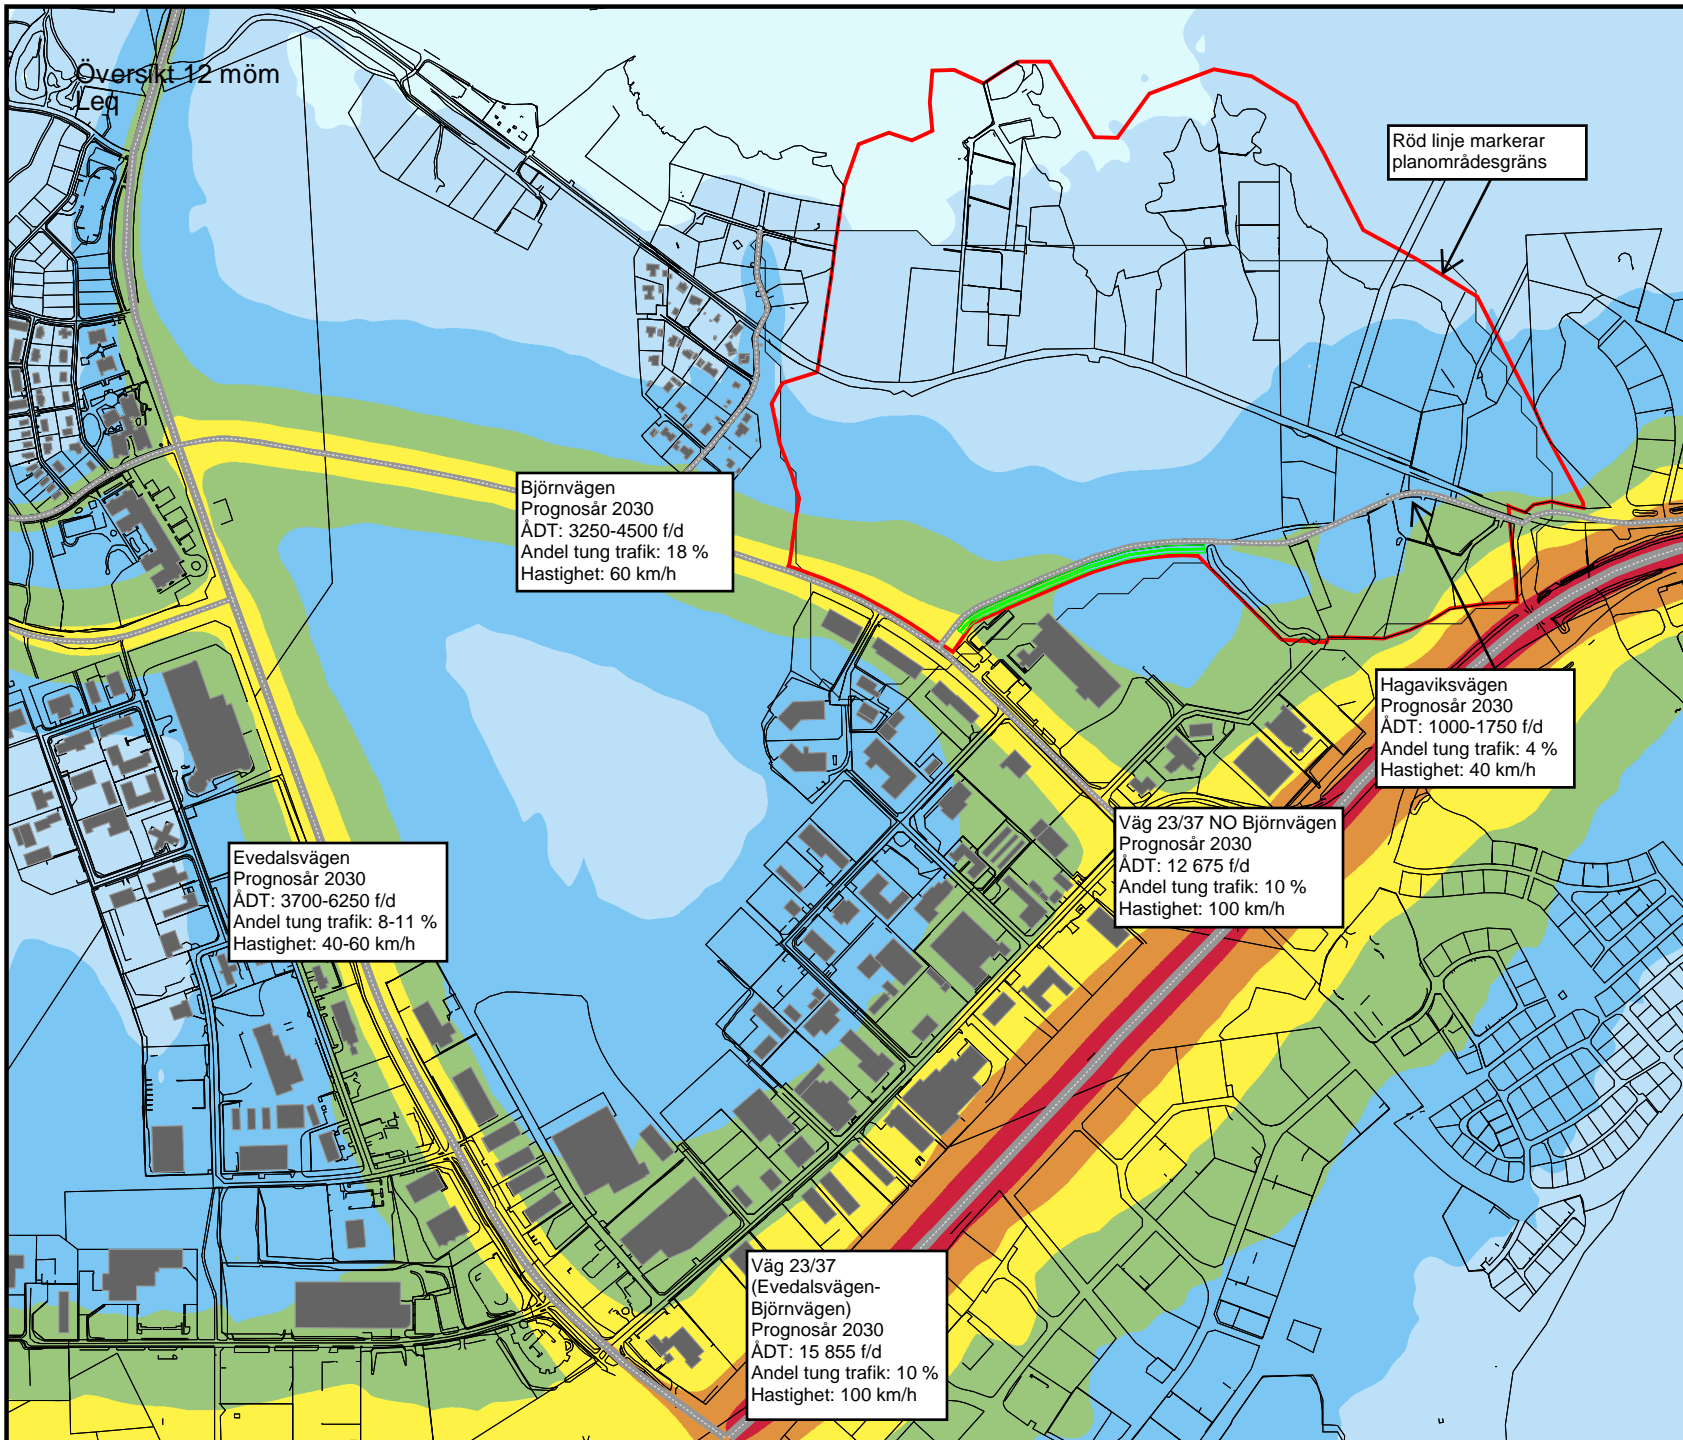 Översikt 12 möm
Leq
Röd linje markerar
planområdesgräns
Björnvägen
Prognosår 2030
ÅDT: 3250-4500 f/d
Andel tung trafik: 18 %
Hastighet: 60 km/h
Hagaviksvägen
Prognosår 2030
ÅDT: 1000-1750 f/d
Andel tung trafik: 4 %
Hastighet: 40 km/h
Väg 23/37 NO Björnvägen
Prognosår 2030
ÅDT: 12 675 f/d
Andel tung trafik: 10 %
Hastighet: 100 km/h
Evedalsvägen
Prognosår 2030
ÅDT: 3700-6250 f/d
Andel tung trafik: 8-11 %
Hastighet: 40-60 km/h
Väg 23/37
(Evedalsvägen-
Björnvägen)
Prognosår 2030
ÅDT: 15 855 f/d
Andel tung trafik: 10 %
Hastighet: 100 km/h